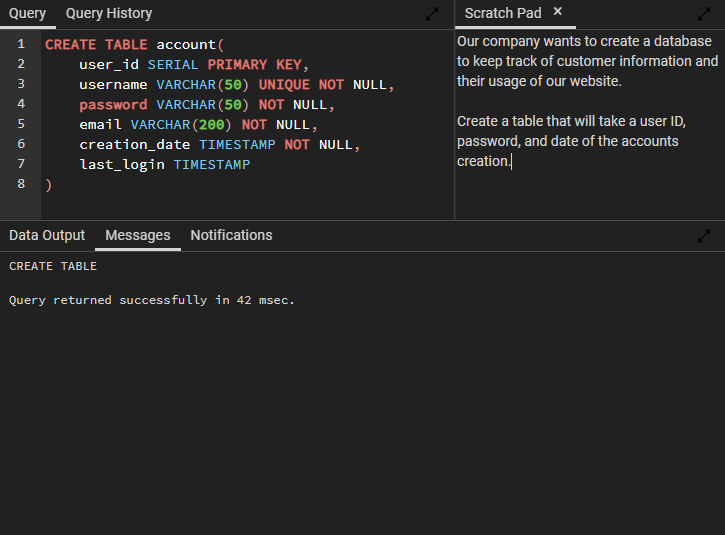 Query Query History
Scratch Pad ×
1 CREATE TABLE account(
2 user_id SERIAL PRIMARY KEY,
3 username VARCHAR(50) UNIQUE NOT NULL,
4 password VARCHAR(50) NOT NULL,
5 email VARCHAR(200) NOT NULL,
6 creation_date TIMESTAMP NOT NULL,
7 last_login TIMESTAMP
8 )
Our company wants to create a database
to keep track of customer information and
their usage of our website.
Create a table that will take a user ID,
password, and date of the accounts
creation.
Data Output Messages Notifications
CREATE TABLE
Query returned successfully in 42 msec.